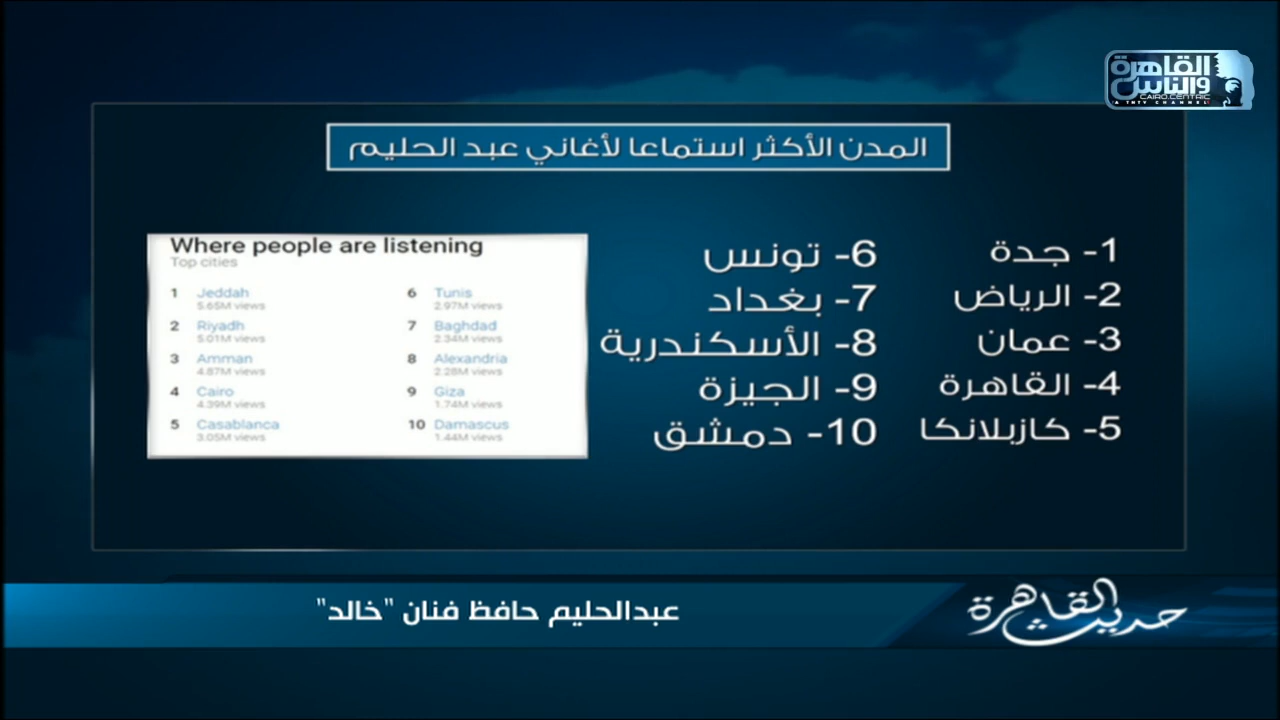 القاهرة
والناس
CAIRO.CENTRIC
A TNTV CHANNEL
المدن الأكثر استماعا لأغاني عبد الحليم
1- جدة
2- الرياض
3- عمان
4- القاهرة
5- كازبلانكا
6- تونس
7- بغداد
8- الأسكندرية
9- الجيزة
10- دمشق
Where people are listening
Top cities
1 Jeddah
5.65M views
2 Riyadh
5.01M views
3 Amman
4.87M views
4 Cairo
4.39M views
5 Casablanca
3.05M views
6 Tunis
2.97M views
7 Baghdad
2.34M views
8 Alexandria
2.28M views
9 Giza
1.74M views
10 Damascus
1.44M views
حديث القاهرة
عبدالحليم حافظ فنان "خالد"